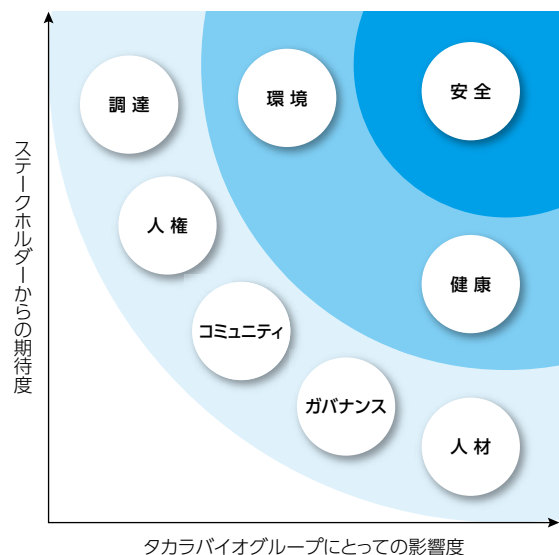 ステークホルダーからの期待度
調達
環境
安全
人権
健康
コミュニティ
ガバナンス
人材
タカラバイオグループにとっての影響度